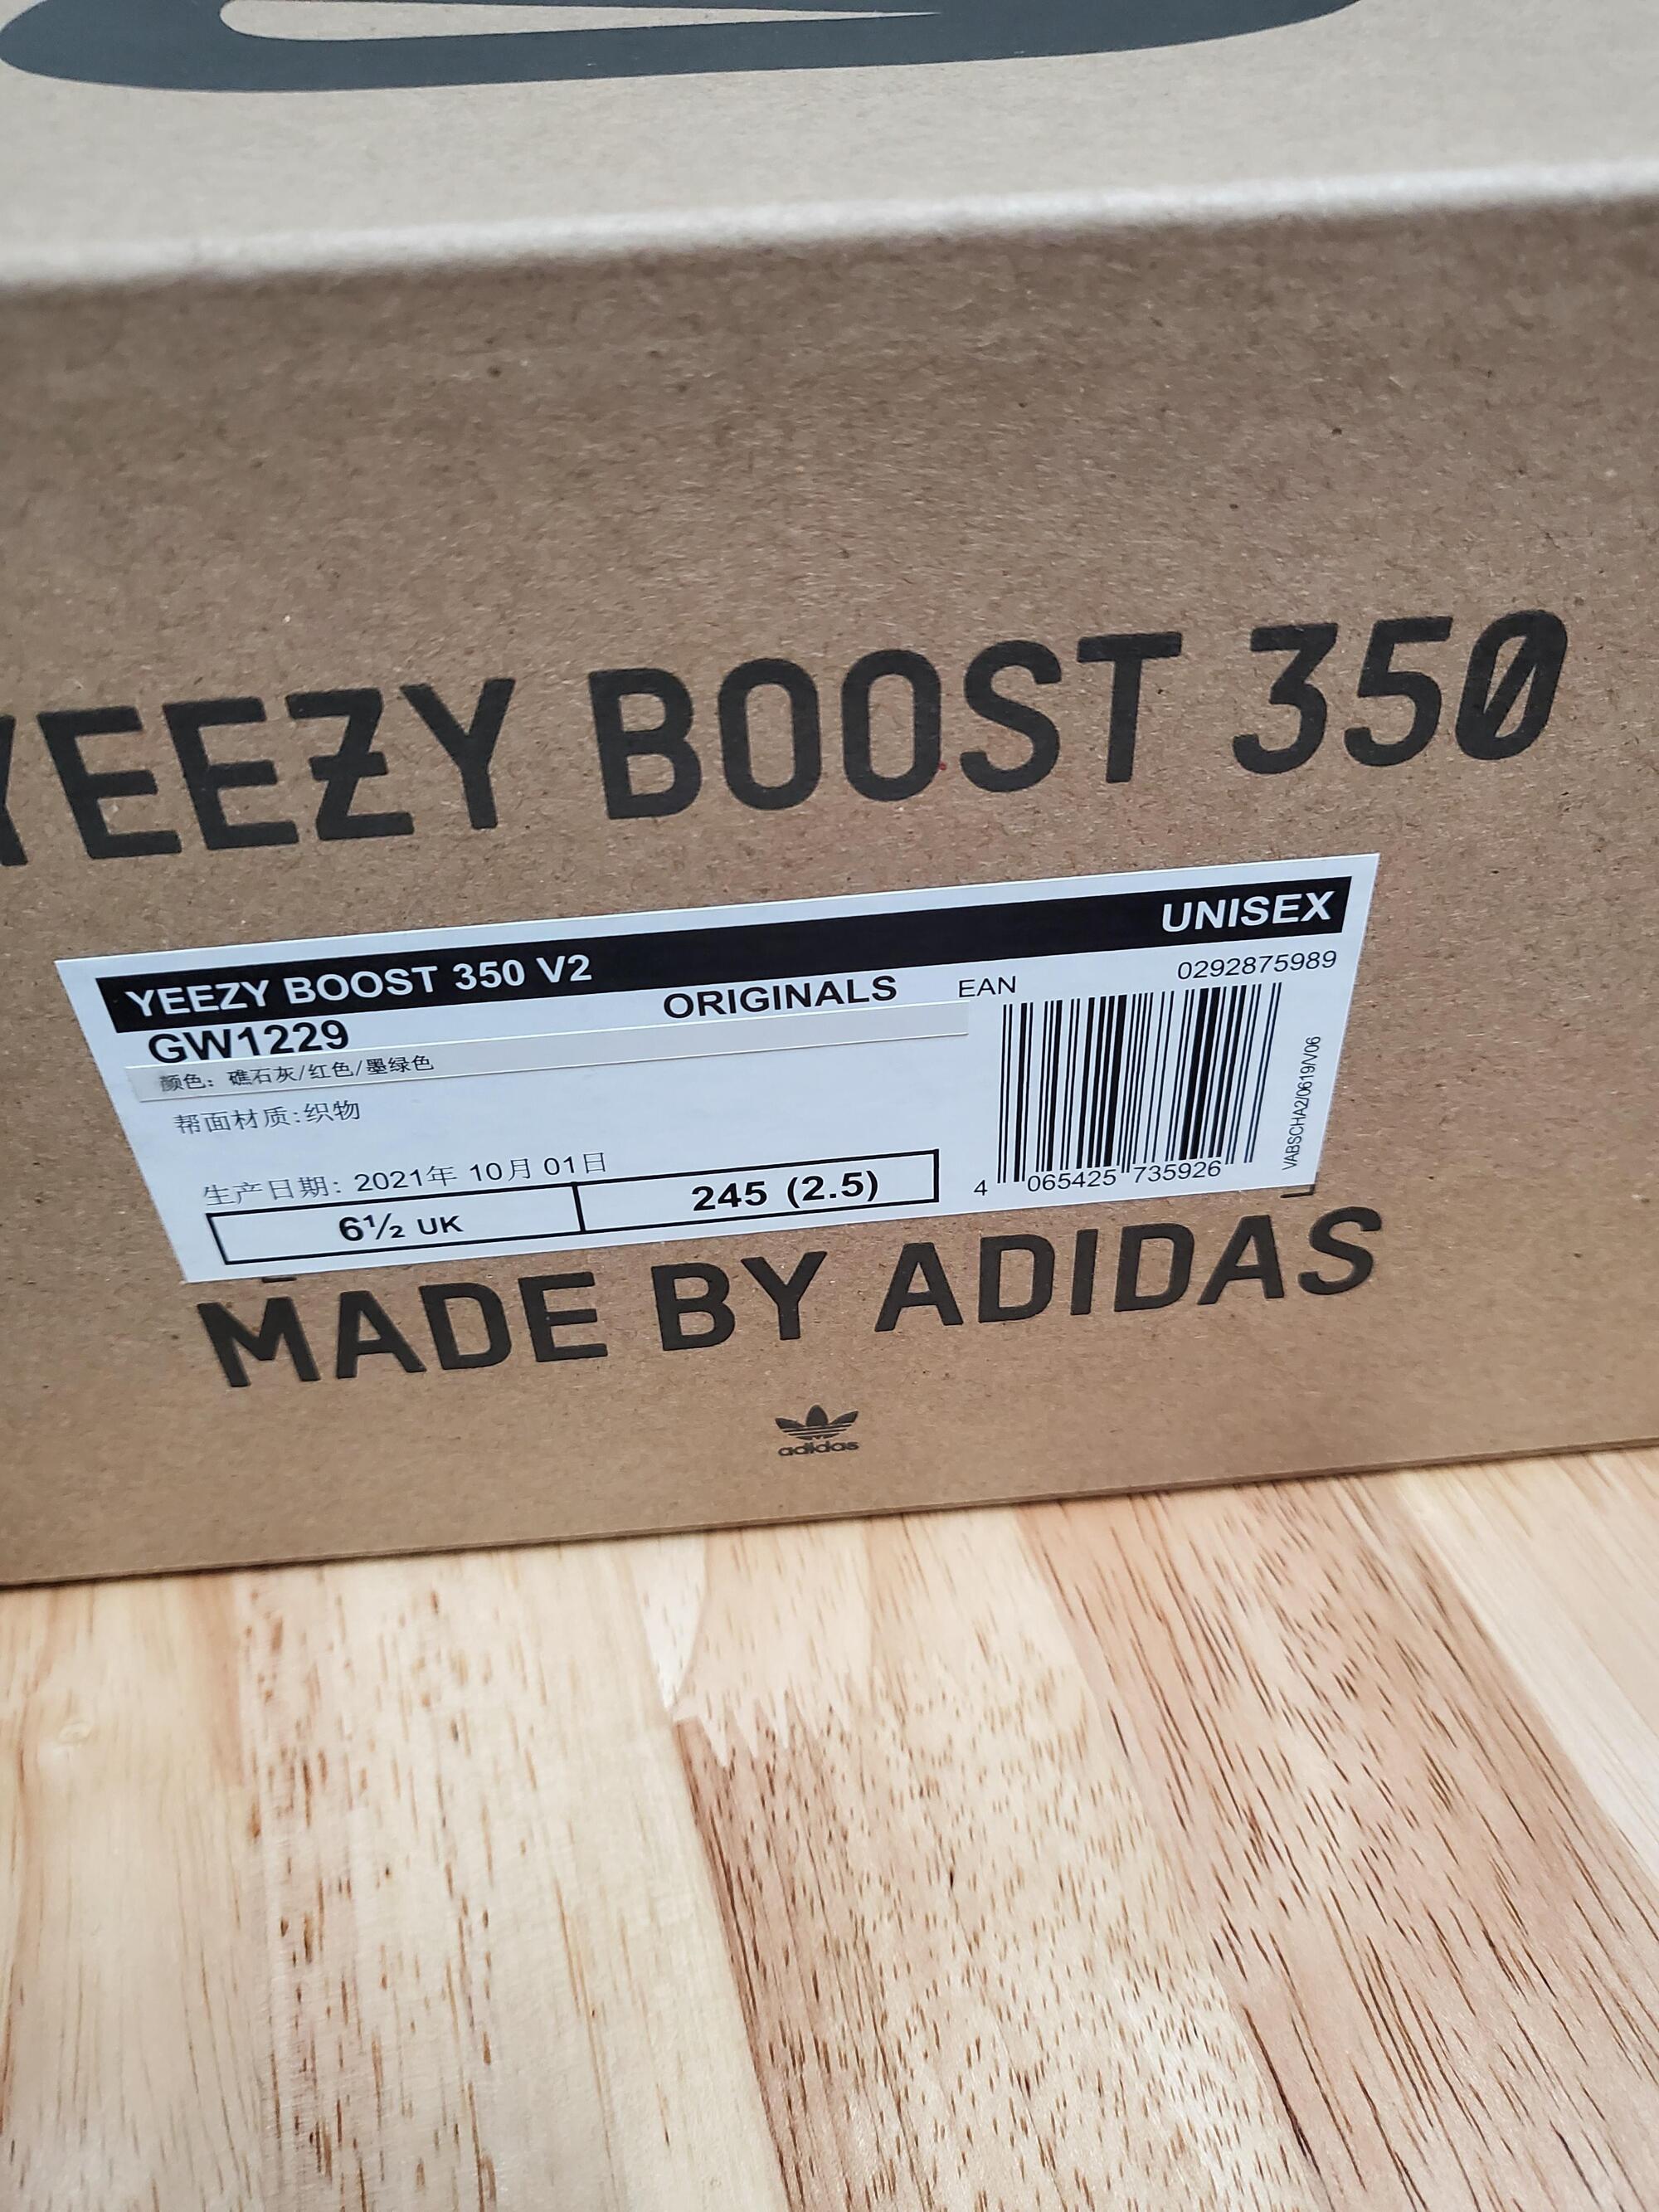 YEEZY BOOST 350
YEEZY BOOST 350 V2 UNISEX
GW1229 ORIGINALS EAN 0292875989
颜色: 礁石灰/红色/墨绿色
帮面材质:织物
生产日期: 2021年 10月 01日
6½ UK 245 (2.5)
4 065425 735926
VABSCHA2/0619/V06
MADE BY ADIDAS
adidas